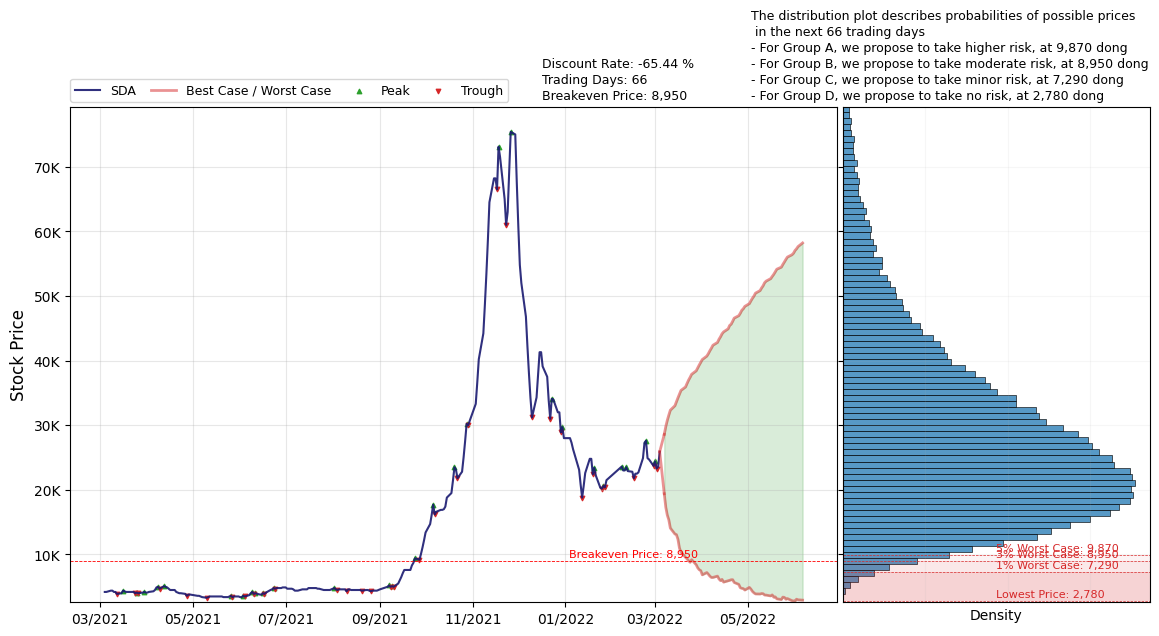 The distribution plot describes probabilities of possible prices
in the next 66 trading days
- For Group A, we propose to take higher risk, at 9,870 dong
- For Group B, we propose to take moderate risk, at 8,950 dong
- For Group C, we propose to take minor risk, at 7,290 dong
- For Group D, we propose to take no risk, at 2,780 dong
Discount Rate: -65.44 %
Trading Days: 66
Breakeven Price: 8,950
SDA
Best Case / Worst Case
Peak
Trough
Stock Price
70K
60K
50K
40K
30K
20K
10K
Breakeven Price: 8,950
03/2021
05/2021
07/2021
09/2021
11/2021
01/2022
03/2022
05/2022
5% Worst Case: 9,870
3% Worst Case: 8,950
1% Worst Case: 7,290
Lowest Price: 2,780
Density